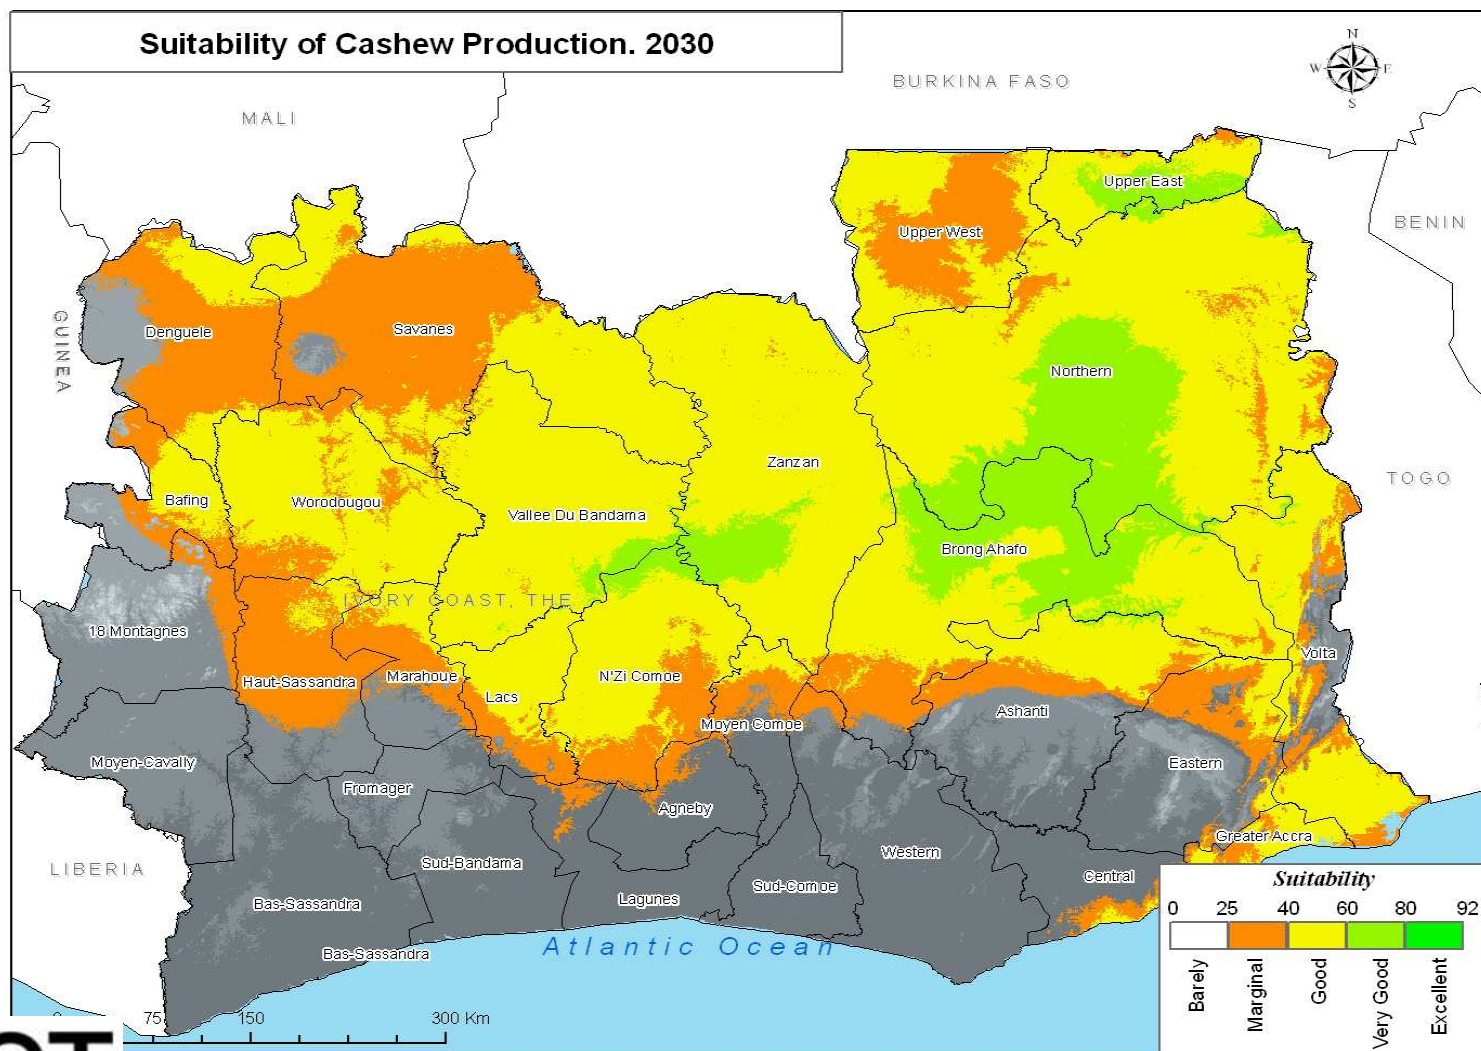 Suitability of Cashew Production. 2030
N
W E
S
BURKINA FASO
MALI
Upper East
BENIN
Upper West
GUINEA
Denguele
Savanes
Northern
Zanzan
TOGO
Bafing
Worodougou
Vallee Du Bandama
Brong Ahafo
IVORY COAST, THE
18 Montagnes
Volta
Haut-Sassandra
Marahoue
N'Zi Comoe
Lacs
Ashanti
Moyen Comoe
Moyen-Cavally
Eastern
Fromager
Agneby
Greater Accra
Western
Sud-Bandama
LIBERIA
Central
Sud-Comoe
Lagunes
Bas-Sassandra
Bas-Sassandra
Atlantic Ocean
Suitability
0 25 40 60 80 92
Barely
Marginal
Good
Very Good
Excellent
0 75 150 300 Km